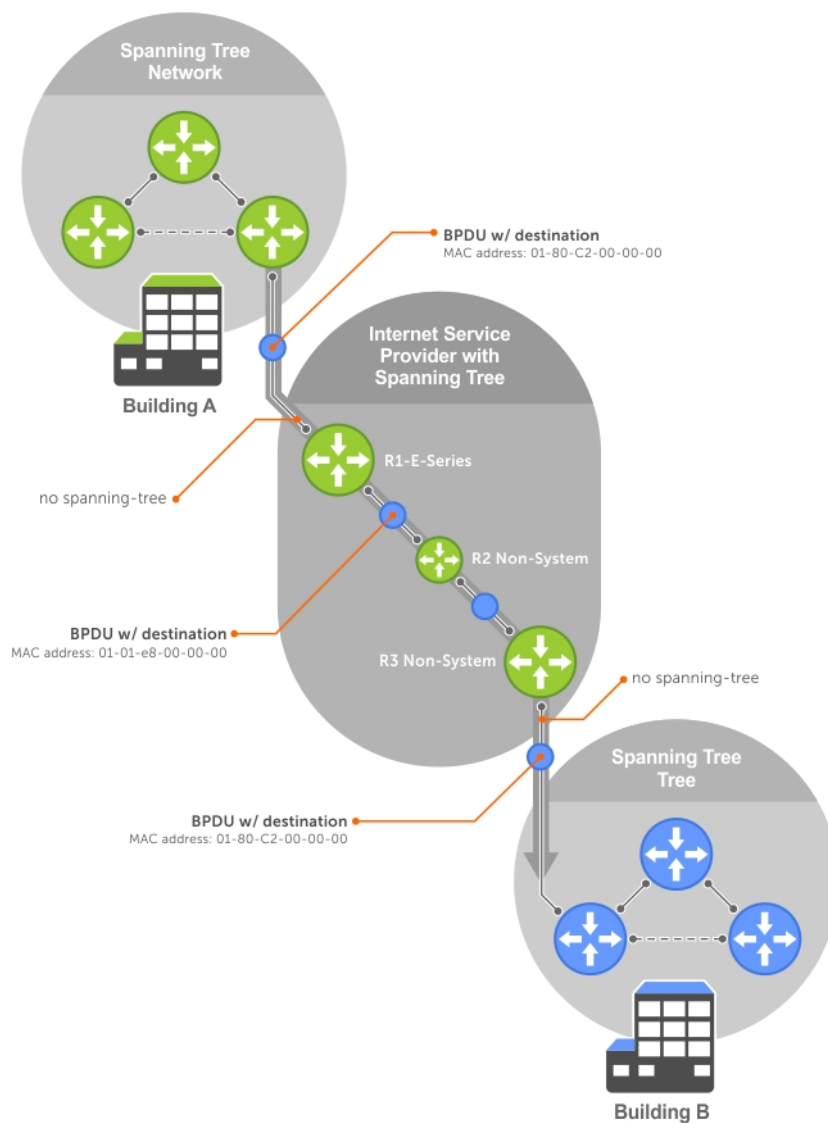 Spanning Tree
Network
BPDU w/ destination
MAC address: 01-80-C2-00-00-00
Building A
Internet Service
Provider with
Spanning Tree
R1-E-Series
no spanning-tree
R2 Non-System
BPDU w/ destination
MAC address: 01-01-e8-00-00-00
R3 Non-System
no spanning-tree
Spanning Tree
Tree
BPDU w/ destination
MAC address: 01-80-C2-00-00-00
Building B